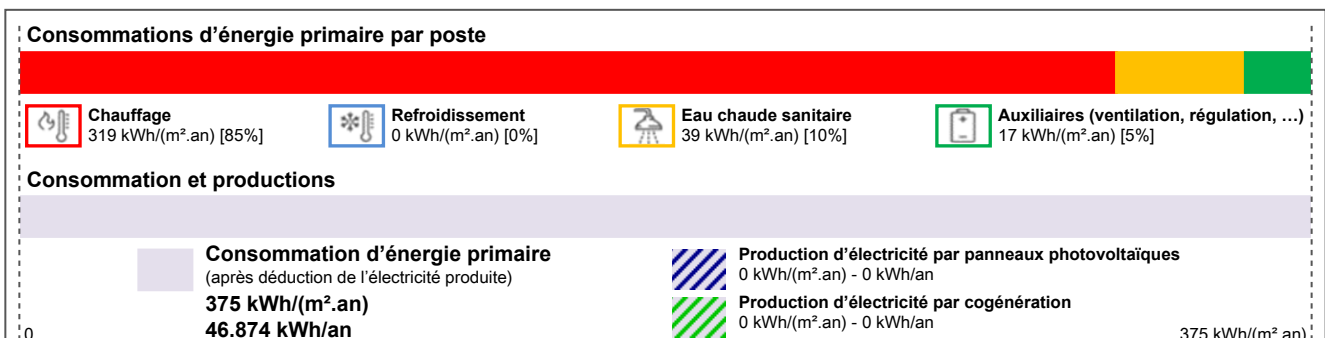 Consommations d’énergie primaire par poste
Chauffage
319 kWh/(m².an) [85%]
Refroidissement
0 kWh/(m².an) [0%]
Eau chaude sanitaire
39 kWh/(m².an) [10%]
Auxiliaires (ventilation, régulation, …)
17 kWh/(m².an) [5%]
Consommation et productions
Consommation d’énergie primaire
(après déduction de l’électricité produite)
375 kWh/(m².an)
46.874 kWh/an
Production d’électricité par panneaux photovoltaïques
0 kWh/(m².an) - 0 kWh/an
Production d’électricité par cogénération
0 kWh/(m².an) - 0 kWh/an
0
375 kWh/(m².an)